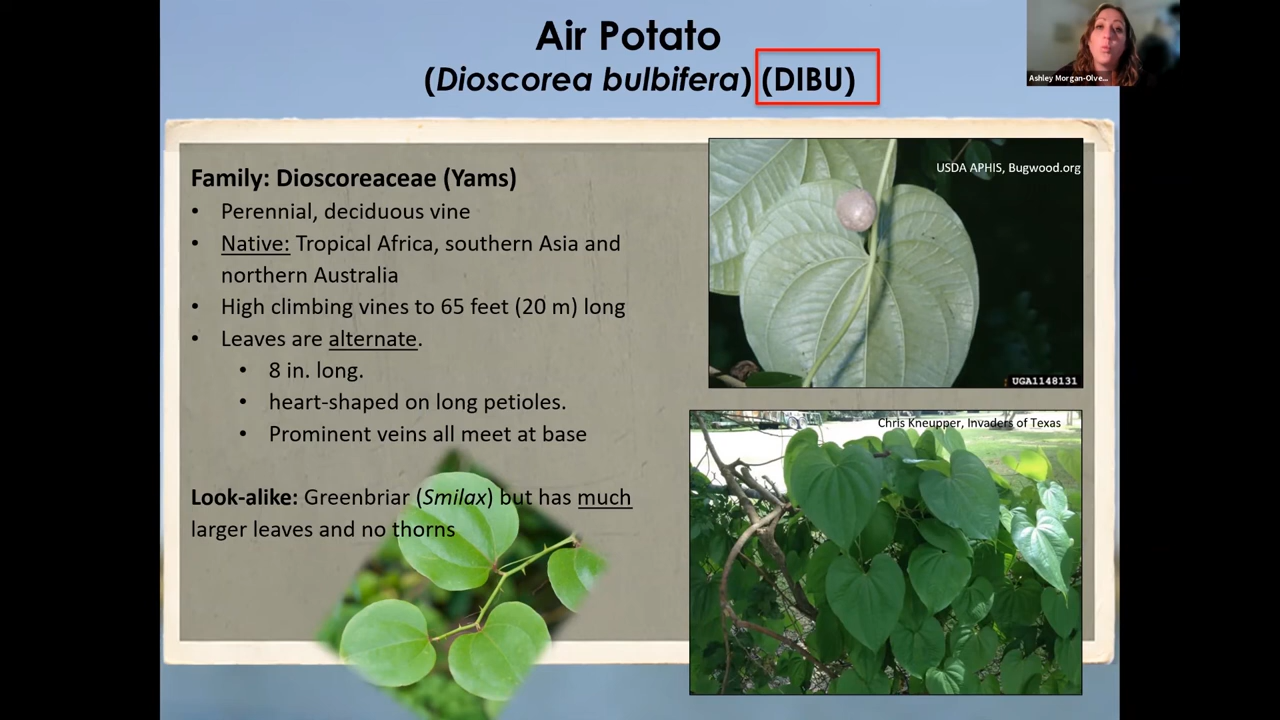 Air Potato
(Dioscorea bulbifera) (DIBU)
Ashley Morgan-Olve...
Family: Dioscoreaceae (Yams)
• Perennial, deciduous vine
• Native: Tropical Africa, southern Asia and
northern Australia
• High climbing vines to 65 feet (20 m) long
• Leaves are alternate.
• 8 in. long.
• heart-shaped on long petioles.
• Prominent veins all meet at base
Look-alike: Greenbriar (Smilax) but has much
larger leaves and no thorns
USDA APHIS, Bugwood.org
UGA1148131
Chris Kneupper, Invaders of Texas